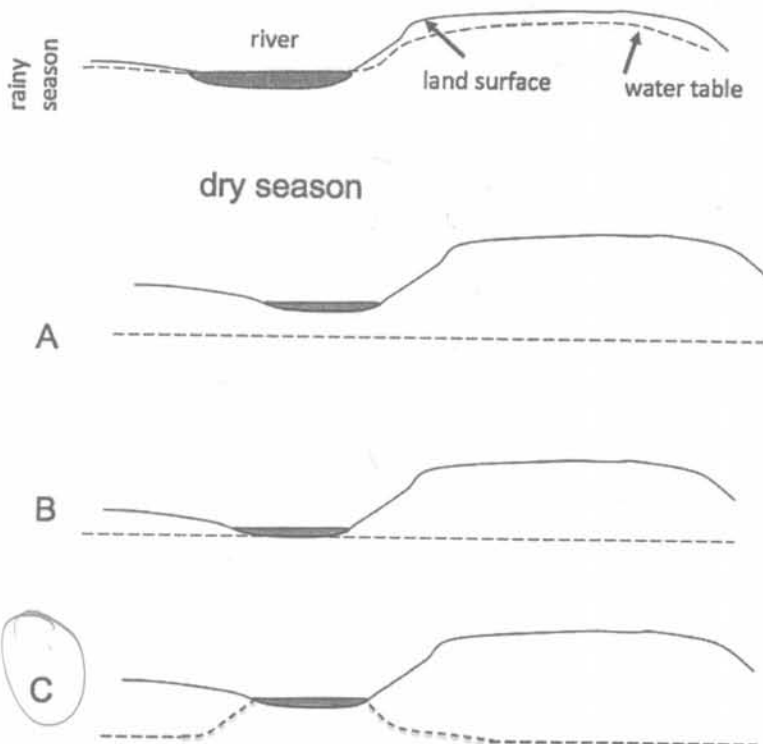 rainy
season
river
land surface
water table
dry season
A
B
C